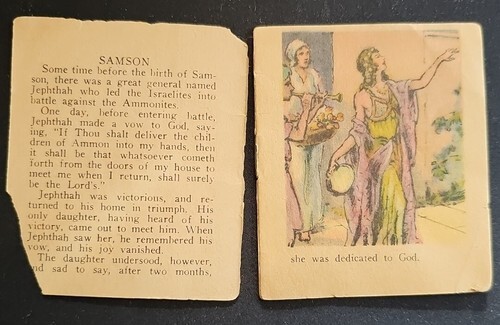 SAMSON
Some time before the birth of Sam-
son, there was a great general named
Jephthah who led the Israelites into
battle against the Ammonites.
One day, before entering battle,
Jephthah made a vow to God, say-
ing, "If Thou shalt deliver the chil-
dren of Ammon into my hands, then
it shall be that whatsoever cometh
forth from the doors of my house to
meet me when I return, shall surely
be the Lord's."
Jephthah was victorious, and re-
turned to his home in triumph. His
only daughter, having heard of his
victory, came out to meet him. When
Jephthah saw her, he remembered his
vow, and his joy vanished.
The daughter undersood, however,
nd sad to say, after two months,
she was dedicated to God.